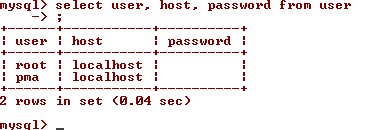 mysql> select user, host, password from user
    -> ;
+------+-----------+----------+
| user | host      | password |
+------+-----------+----------+
| root | localhost |          |
| pma  | localhost |          |
+------+-----------+----------+
2 rows in set (0.04 sec)
mysql> _